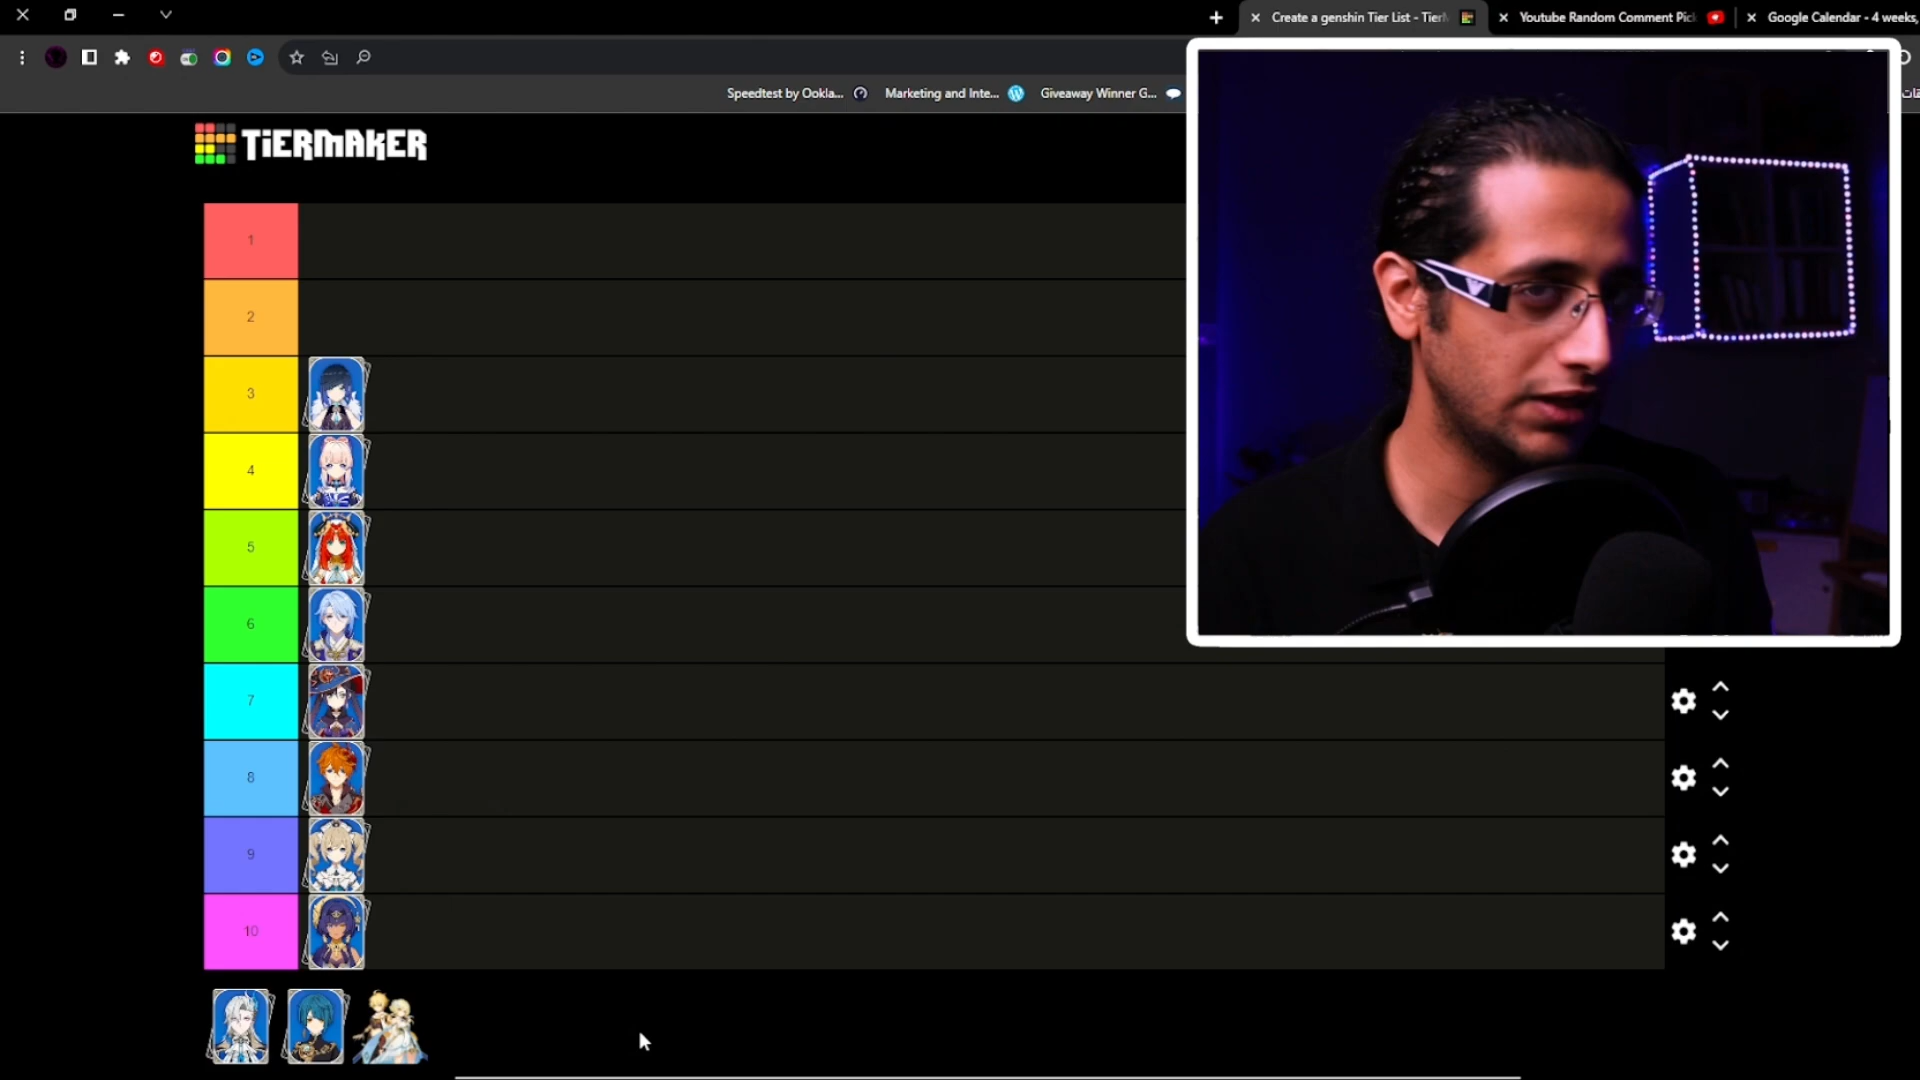 Create a genshin Tier List - Tier
Youtube Random Comment Pic
Google Calendar - 4 weeks,
Speedtest by Ookla...
Marketing and Inte...
Giveaway Winner G...
TiERMAKER
1
2
3
4
5
6
7
8
9
10